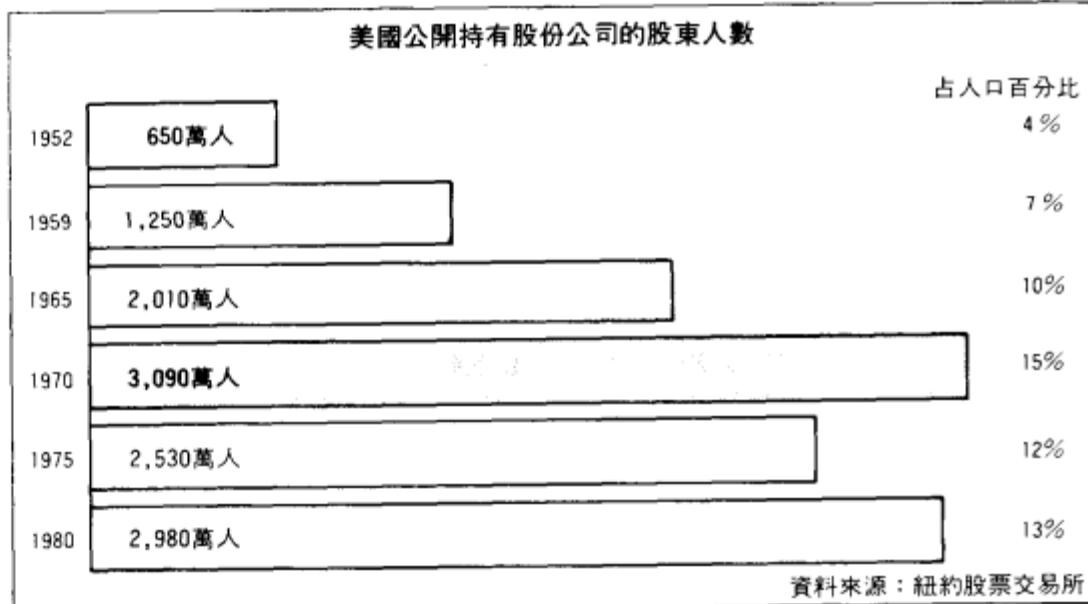 美國公開持有股份公司的股東人數
占人口百分比
1952 650萬人 4%
1959 1,250萬人 7%
1965 2,010萬人 10%
1970 3,090萬人 15%
1975 2,530萬人 12%
1980 2,980萬人 13%
資料來源：紐約股票交易所